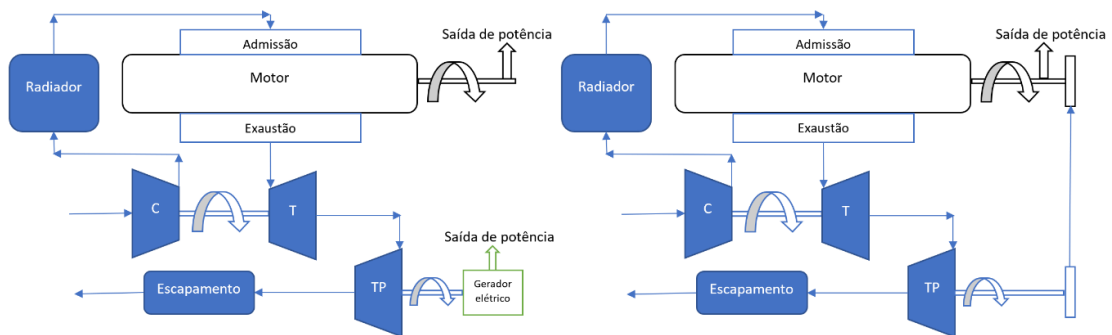 Saída de potência
Admissão
Motor
Radiador
Exaustão
C
T
Saída de potência
Escapamento
TP
Gerador
elétrico
Saída de potência
Admissão
Motor
Radiador
Exaustão
C
T
Escapamento
TP